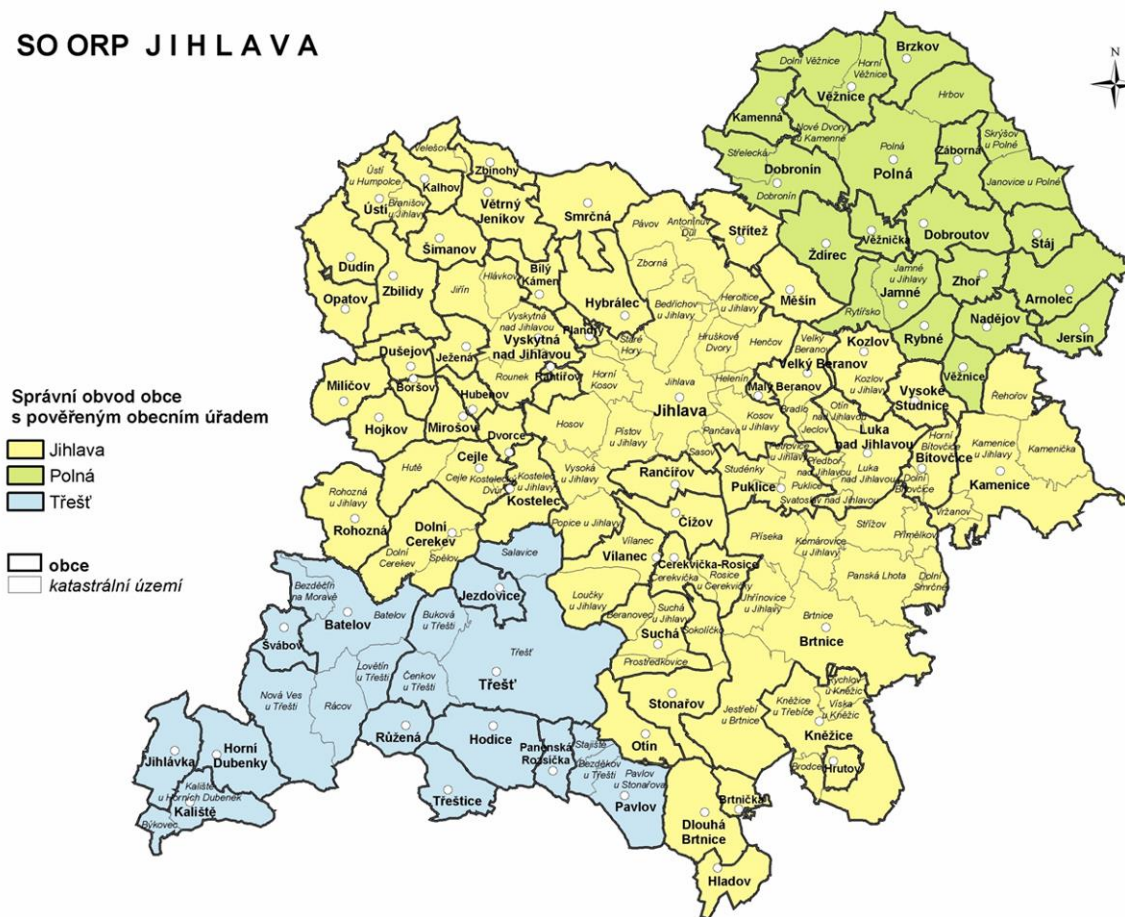 SO ORP J I H L A V A
N
Správní obvod obce
s pověřeným obecním úřadem
Jihlava
Polná
Třešť
obce
katastrální území
Brzkov
Dolní Věžnice
Horní
Věžnice
Věžnice
Kamenná
Hrbov
Nové Dvory
u Kamenné
Střelecká
Dobronín
Dobronín
Polná
Polná
Záborná
Skrýšov
u Polné
Janovice u Polné
Ždírec
Věžnička
Dobroutov
Stáj
Jamné
u Jihlavy
Jamné
Zhoř
Arnolec
Rytířsko
Rybné
Nadějov
Jersín
Věžnice
Velešov
Zbinohy
Ústí
u Humpolce
Kalhov
Branišov
u Jihlavy
Ústí
Větrný
Jeníkov
Smrčná
Šimanov
Pávov
Antonínův
Důl
Střítež
Dudín
Zbilidy
Hlávkov
Bílý
Kámen
Zborná
Opatov
Jiřín
Hybrálec
Bedřichov
u Jihlavy
Heroltice
u Jihlavy
Měšín
Vyskytná
nad Jihlavou
Plandry
Vyskytná
nad Jihlavou
Staré
Hory
Hruškové
Dvory
Henčov
Velký
Beranov
Kozlov
Velký Beranov
Dušejov
Ježená
Boršov
Rounek
Rantířov
Horní
Kosov
Jihlava
Jihlava
Helenín
Malý Beranov
Kozlov
u Jihlavy
Vysoké
Studnice
Rehořov
Milíčov
Hubenov
Hojkov
Mirošov
Dvorce
Hosov
Pístov
u Jihlavy
Pančava
Kosov
u Jihlavy
Bradlo
Jeclov
Otín
nad Jihlavou
Luka
nad Jihlavou
Horní
Bítovčice
Bítovčice
Dolní
Bítovčice
Kamenice
u Jihlavy
Kamenička
Kamenice
Vržanov
Hutě
Cejle
Cejle
Kostelecký
Dvůr
Kostelec
u Jihlavy
Kostelec
Vysoká
u Jihlavy
Sasov
Rančířov
Studénky
Petrovice
u Jihlavy
Puklice
Puklice
Předboř
nad Jihlavou
Luka
nad Jihlavou
Svatoslav nad Jihlavou
Rohozná
u Jihlavy
Rohozná
Dolní
Cerekev
Dolní
Cerekev
Spělov
Popice u Jihlavy
Čížov
Vílanec
Vílanec
Příseka
Komárovice
u Jihlavy
Střížov
Přímělkov
Cerekvička-Rosice
Cerekvička
Rosice
u Cerekvičky
Panská Lhota
Dolní
Smrčné
Jhřínovice
u Jihlavy
Salavice
Jezdovice
Loučky
u Jihlavy
Beranovec
Suchá
u Jihlavy
Suchá
Sokolíčko
Prostředkovice
Brtnice
Brtnice
Bezděčín
na Moravě
Batelov
Batelov
Buková
u Třeště
Švábov
Třešť
Třešť
Lovětín
u Třeště
Čenkov
u Třeště
Nová Ves
u Třeště
Rácov
Stonařov
Jestřebí
u Brtnice
Kněžice
u Třebíče
Rychlov
u Kněžic
Víska
u Kněžic
Kněžice
Růžená
Hodice
Panenská
Rozsíčka
Stajiště
Bezděkov
u Třeště
Otín
Brodce
Hrutov
Jihlávka
Horní
Dubenky
Kaliště
u Horních Dubenek
Kaliště
Býkovec
Třeštice
Pavlov
u Stonařova
Pavlov
Brtnička
Dlouhá
Brtnice
Hladov